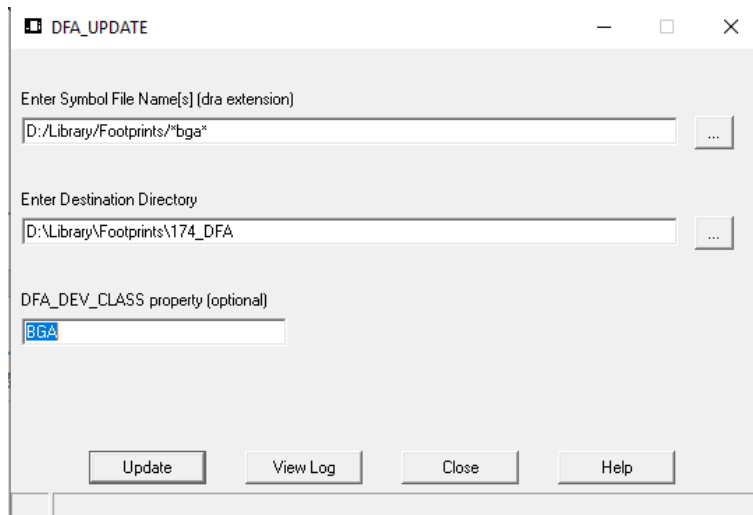 DFA_UPDATE
Enter Symbol File Name[s] (dra extension)
D:/Library/Footprints/*bga*
...
Enter Destination Directory
D:\Library\Footprints\174_DFA
...
DFA_DEV_CLASS property (optional)
BGA
Update View Log Close Help